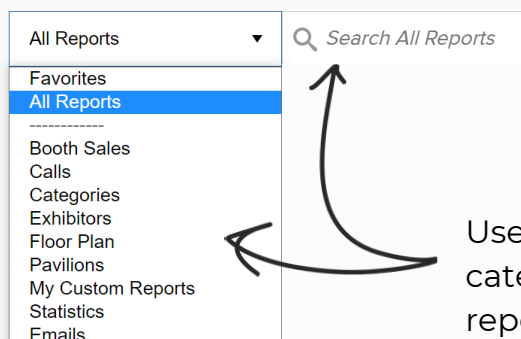 All Reports
Search All Reports
Favorites
All Reports
------------
Booth Sales
Calls
Categories
Exhibitors
Floor Plan
Pavilions
My Custom Reports
Statistics
Emails
Use
cate
repo